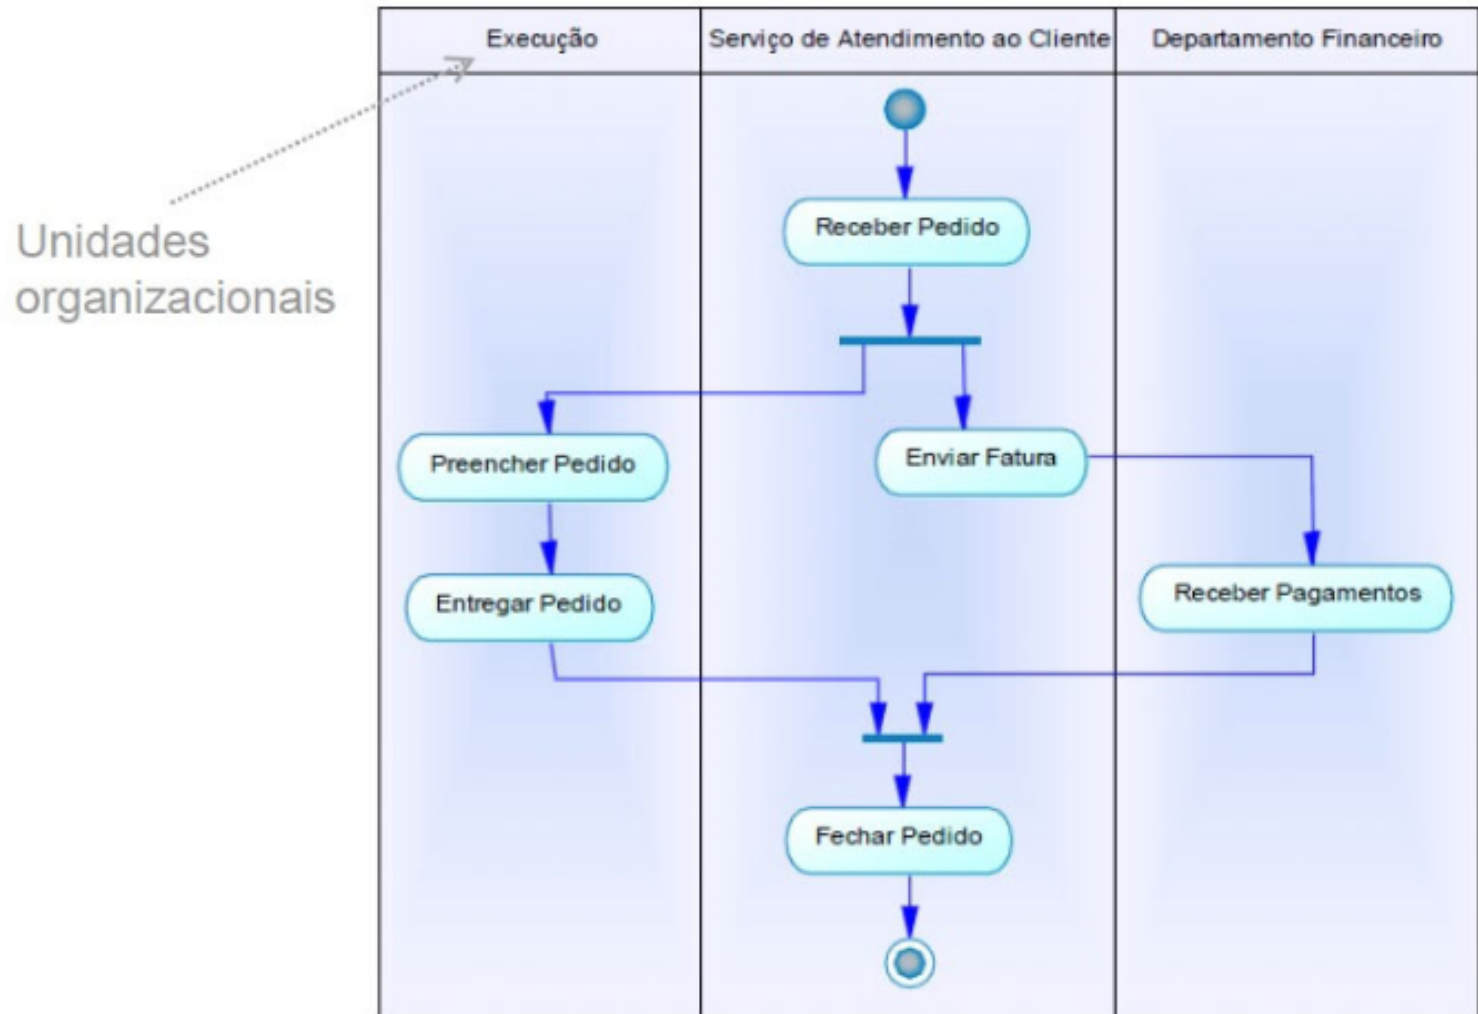 Execução
Serviço de Atendimento ao Cliente
Departamento Financeiro
Unidades
organizacionais
Receber Pedido
Preencher Pedido
Enviar Fatura
Entregar Pedido
Receber Pagamentos
Fechar Pedido